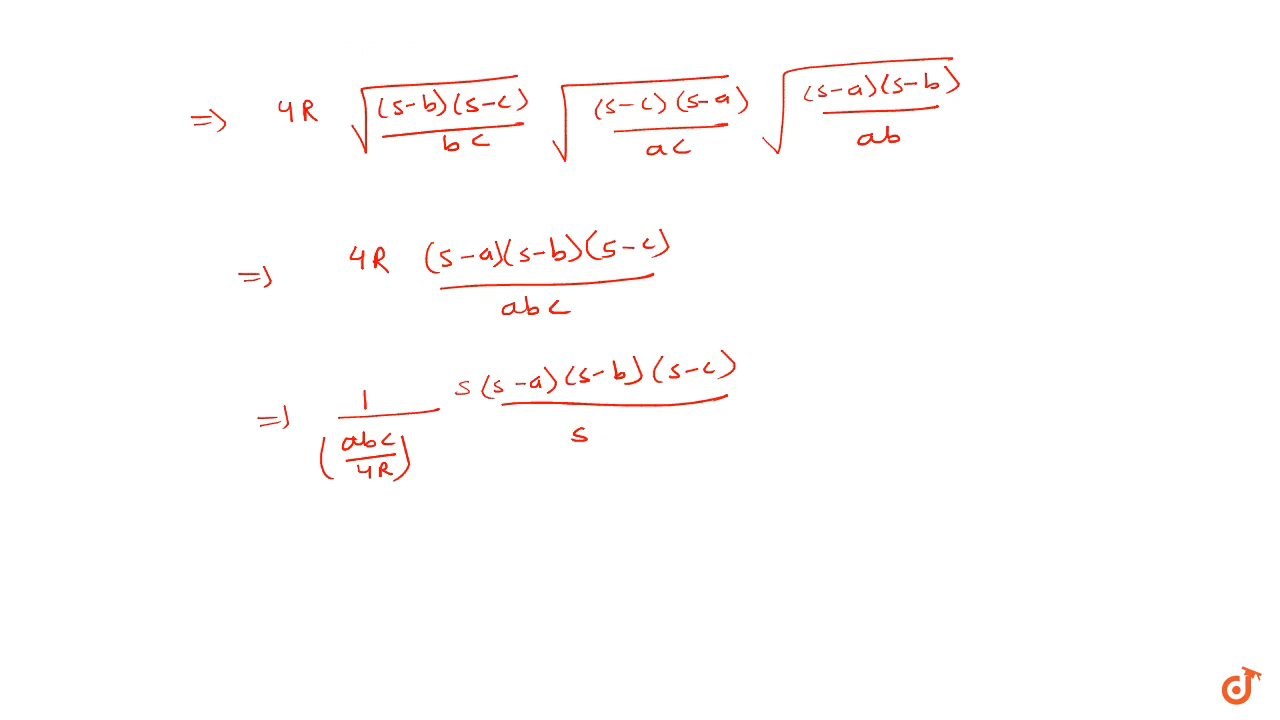 => 4R √((s-b)(s-c)/bc) √((s-c)(s-a)/ac) √((s-a)(s-b)/ab)
=> 4R (s-a)(s-b)(s-c)/abc
=> 1/(abc/4R) s(s-a)(s-b)(s-c)/s